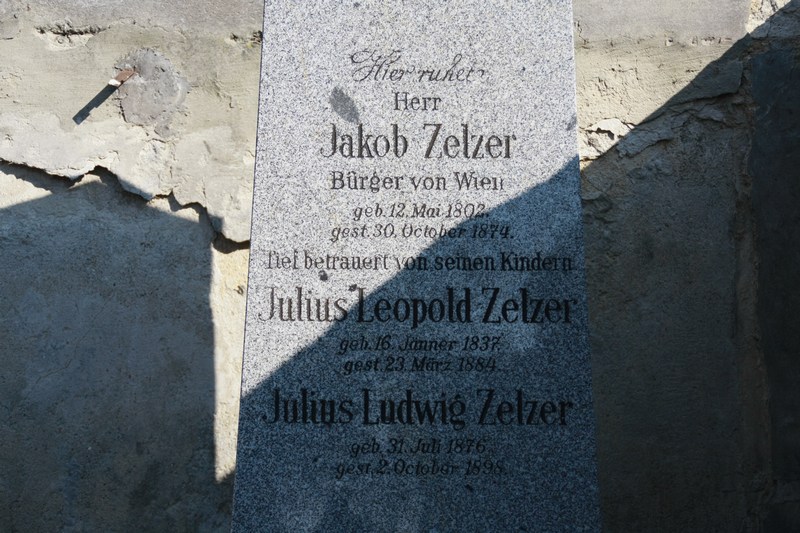 Hier ruhet
Herr
Jakob Zelzer
Bürger von Wien
geb. 12. Mai 1802.
gest. 30. October 1874.
Tief betrauert von seinen Kindern
Julius Leopold Zelzer
geb. 16. Jänner 1837.
gest. 23. März 1884.
Julius Ludwig Zelzer
geb. 31. Juli 1876.
gest. 2. October 1898.